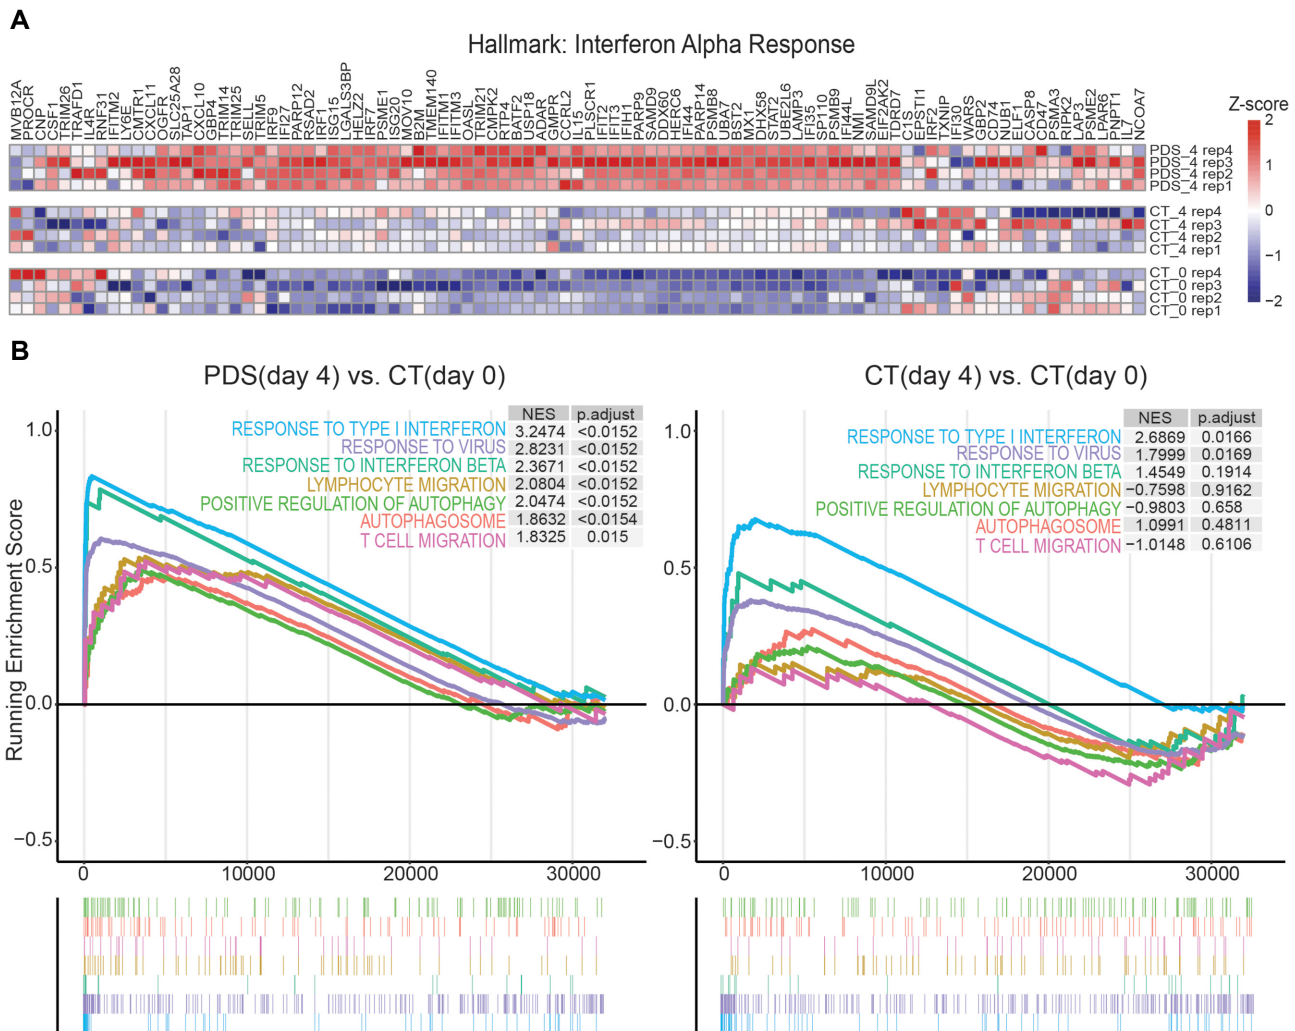 A
Hallmark: Interferon Alpha Response
MVB12A PROCR CNP CSF1 TRIM26 TRAFD1 IL4R RNF31 IFITM2 LY6E CMTR1 CXCL11 OGFR SLC25A28 TAP1 CXCL10 GBP4 TRIM14 TRIM25 SELL TRIM5 IRF9 IFI27 PARP12 RSAD2 IRF1 ISG15 LGALS3BP HELZ2 IRF7 PSME1 ISG20 MOV10 B2M TMEM140 IFITM1 IFITM3 OASL TRIM21 CMPK2 RTP4 BATF2 USP18 ADAR GMPR CCRL2 IL15 PLSCR1 IFIT2 IFIT3 IFIH1 PARP9 SAMD9 DDX60 HERC6 IFI44 PARP14 PSMB8 UBA7 BST2 MX1 DHX58 STAT2 UBE2L6 LAMP3 IFI35 SP110 PSMB9 IFI44L NMI SAMD9L EIF2AK2 TDRD7 C1S EPSTI1 IRF2 TXNIP IFI30 WARS GBP2 CD74 NUB1 ELF1 CASP8 CD47 PSMA3 RIPK2 CSME2 LPAR6 PNPT1 IL7 NCOA7
Z-score
2
1
0
−1
−2
PDS_4 rep4
PDS_4 rep3
PDS_4 rep2
PDS_4 rep1
CT_4 rep4
CT_4 rep3
CT_4 rep2
CT_4 rep1
CT_0 rep4
CT_0 rep3
CT_0 rep2
CT_0 rep1
B
PDS(day 4) vs. CT(day 0)
NES p.adjust
RESPONSE TO TYPE I INTERFERON 3.2474 <0.0152
RESPONSE TO VIRUS 2.8231 <0.0152
RESPONSE TO INTERFERON BETA 2.3671 <0.0152
LYMPHOCYTE MIGRATION 2.0804 <0.0152
POSITIVE REGULATION OF AUTOPHAGY 2.0474 <0.0152
AUTOPHAGOSOME 1.8632 <0.0154
T CELL MIGRATION 1.8325 0.015
Running Enrichment Score
1.0
0.5
0.0
−0.5
0 10000 20000 30000
CT(day 4) vs. CT(day 0)
NES p.adjust
RESPONSE TO TYPE I INTERFERON 2.6869 0.0166
RESPONSE TO VIRUS 1.7999 0.0169
RESPONSE TO INTERFERON BETA 1.4549 0.1914
LYMPHOCYTE MIGRATION −0.7598 0.9162
POSITIVE REGULATION OF AUTOPHAGY −0.9803 0.658
AUTOPHAGOSOME 1.0991 0.4811
T CELL MIGRATION −1.0148 0.6106
1.0
0.5
0.0
−0.5
0 10000 20000 30000